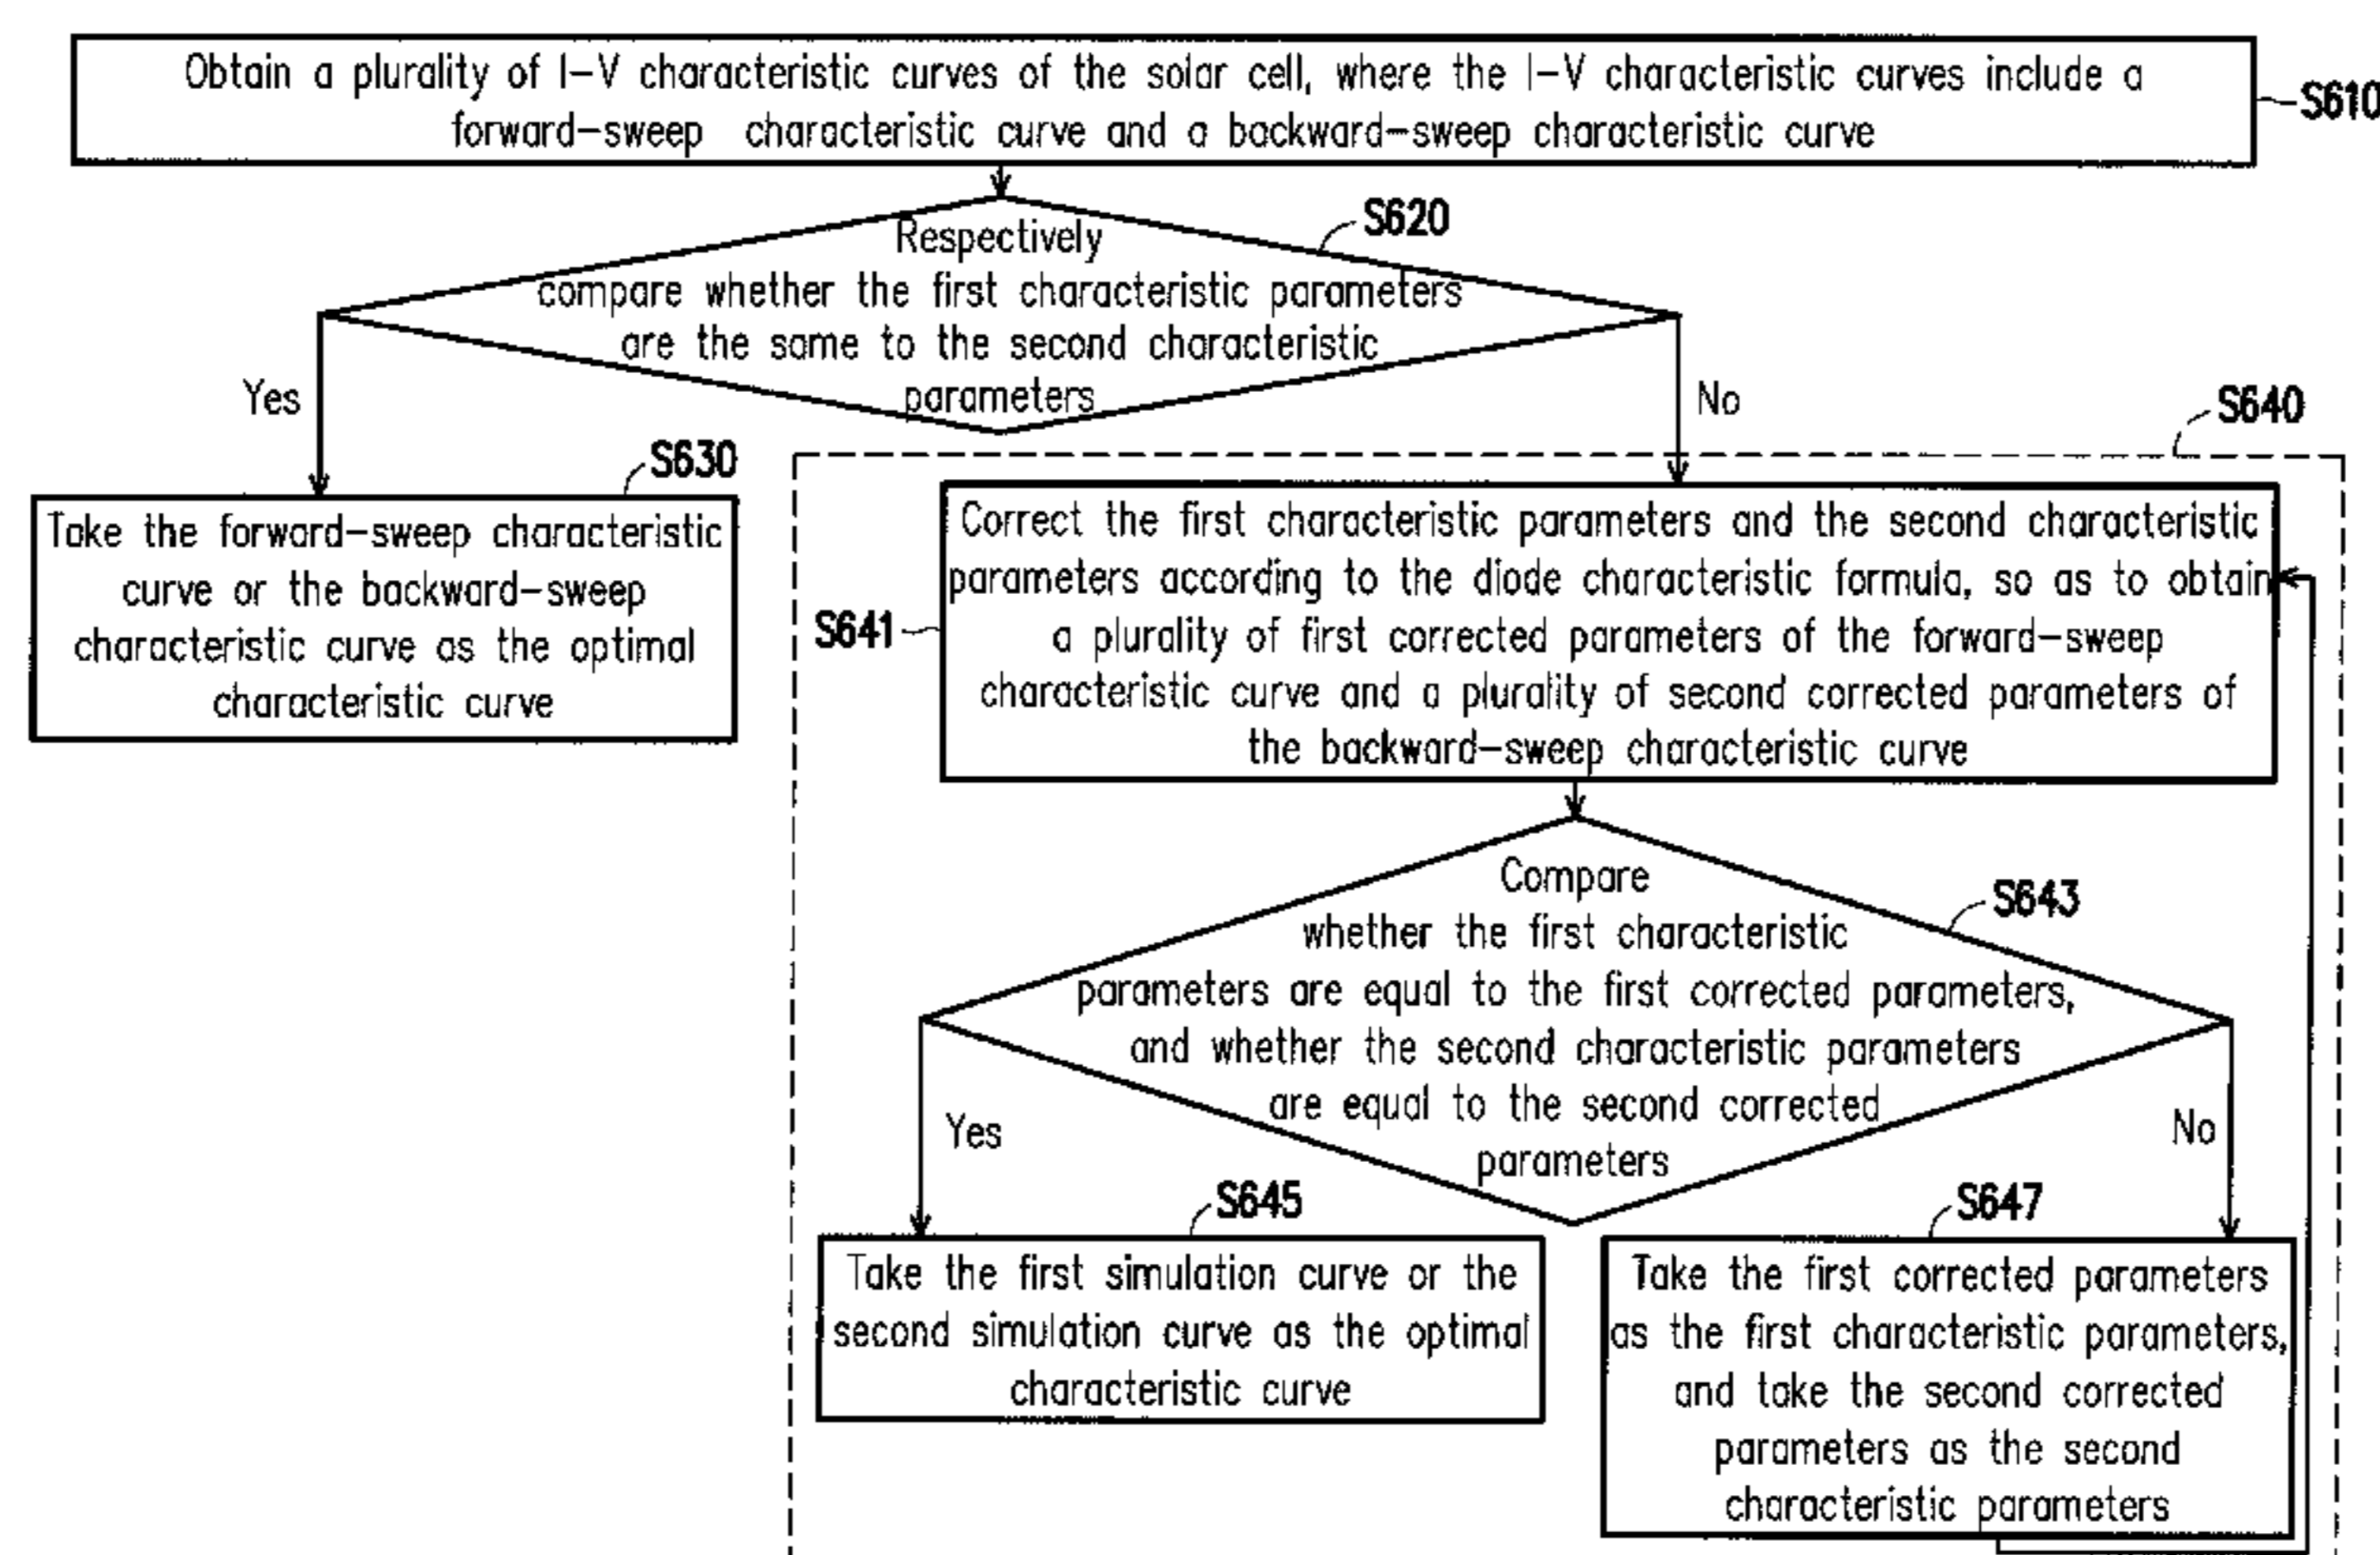 Obtain a plurality of I-V characteristic curves of the solar cell, where the I-V characteristic curves include a
forward-sweep characteristic curve and a backward-sweep characteristic curve
S610
S620
Respectively
compare whether the first characteristic parameters
are the same to the second characteristic
parameters
Yes
No
S630
Take the forward-sweep characteristic
curve or the backward-sweep
characteristic curve as the optimal
characteristic curve
S640
S641
Correct the first characteristic parameters and the second characteristic
parameters according to the diode characteristic formula, so as to obtain
a plurality of first corrected parameters of the forward-sweep
characteristic curve and a plurality of second corrected parameters of
the backward-sweep characteristic curve
S643
Compare
whether the first characteristic
parameters are equal to the first corrected parameters,
and whether the second characteristic parameters
are equal to the second corrected
parameters
Yes
No
S645
Take the first simulation curve or the
second simulation curve as the optimal
characteristic curve
S647
Take the first corrected parameters
as the first characteristic parameters,
and take the second corrected
parameters as the second
characteristic parameters